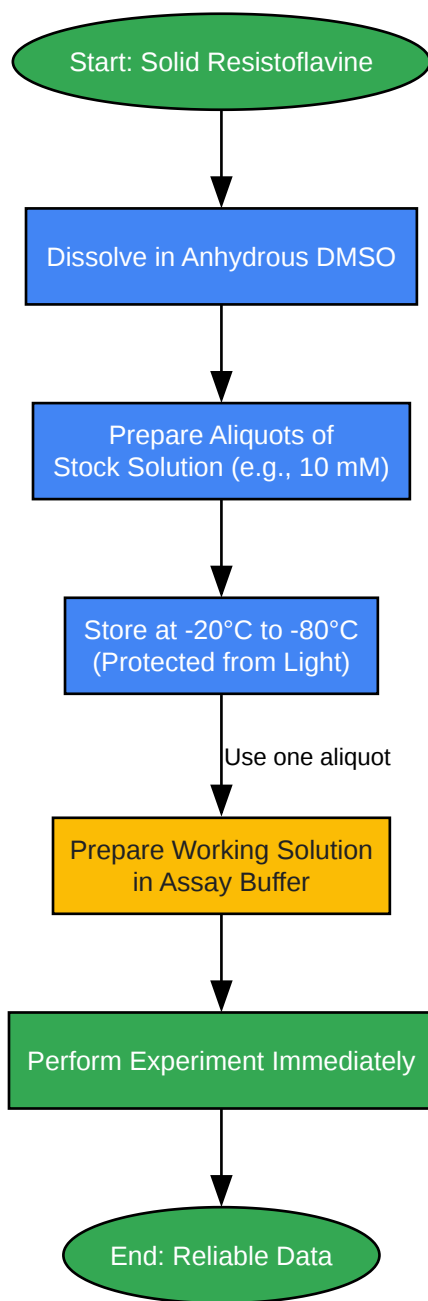 Start: Solid Resistoflavine
Dissolve in Anhydrous DMSO
Prepare Aliquots of
Stock Solution (e.g., 10 mM)
Store at -20°C to -80°C
(Protected from Light)
Use one aliquot
Prepare Working Solution
in Assay Buffer
Perform Experiment Immediately
End: Reliable Data